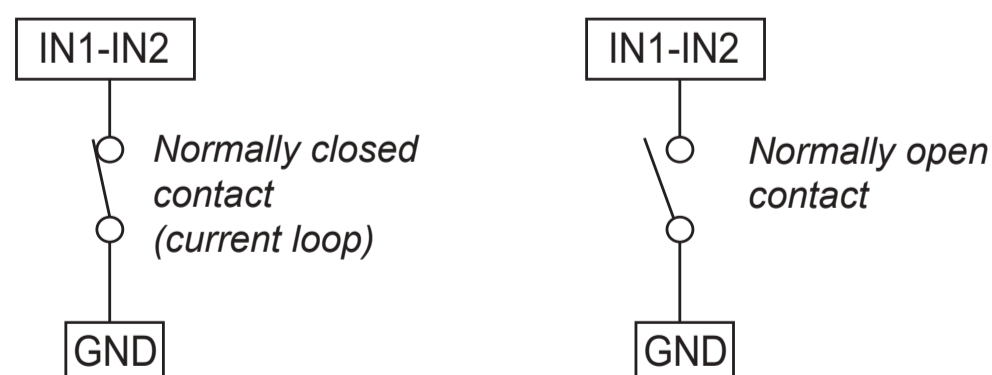 IN1-IN2
Normally closed
contact
(current loop)
GND
IN1-IN2
Normally open
contact
GND